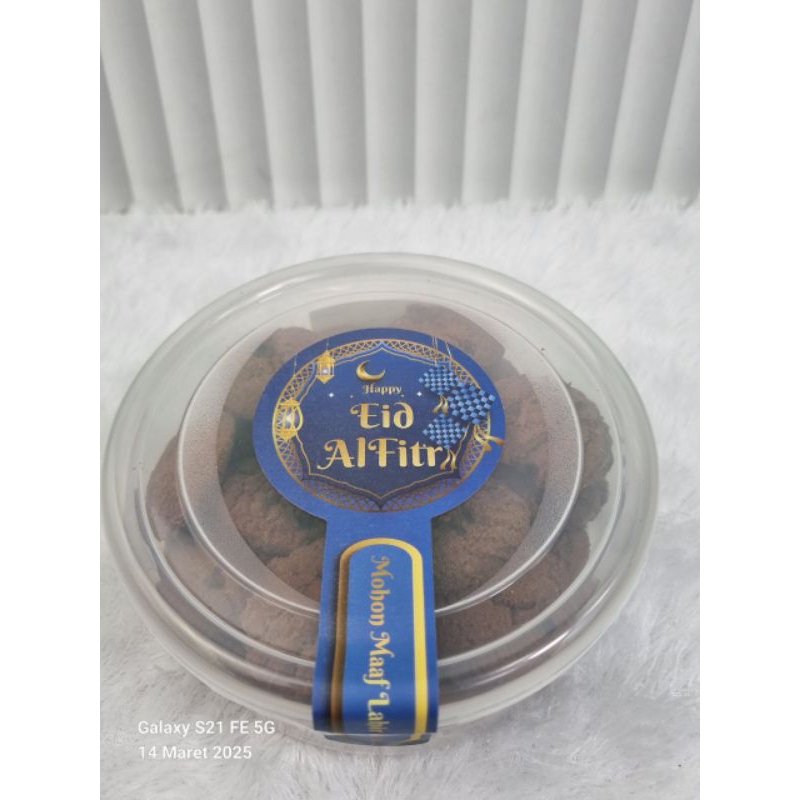 Happy
Eid
AlFitr
Mohon Maaf Lahir
Galaxy S21 FE 5G
14 Maret 2025